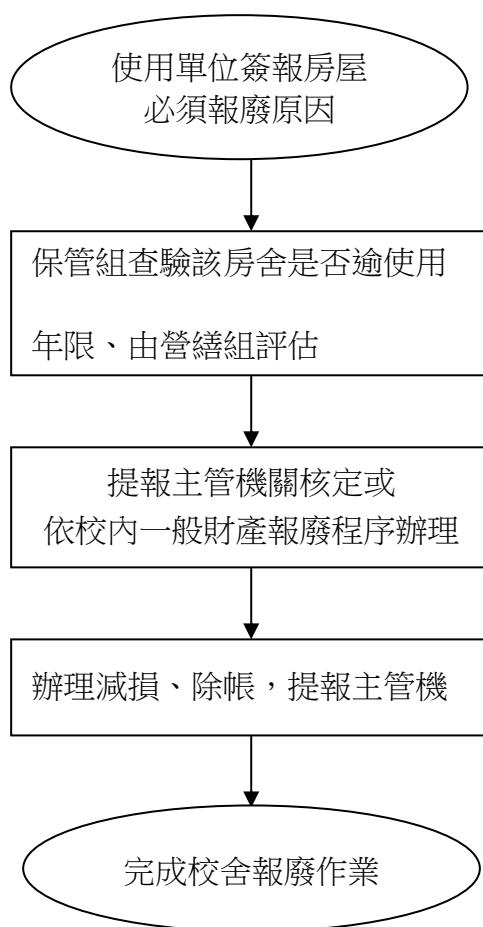 使用單位簽報房屋
必須報廢原因
保管組查驗該房舍是否逾使用
年限、由營繕組評估
提報主管機關核定或
依校內一般財產報廢程序辦理
辦理減損、除帳，提報主管機
完成校舍報廢作業